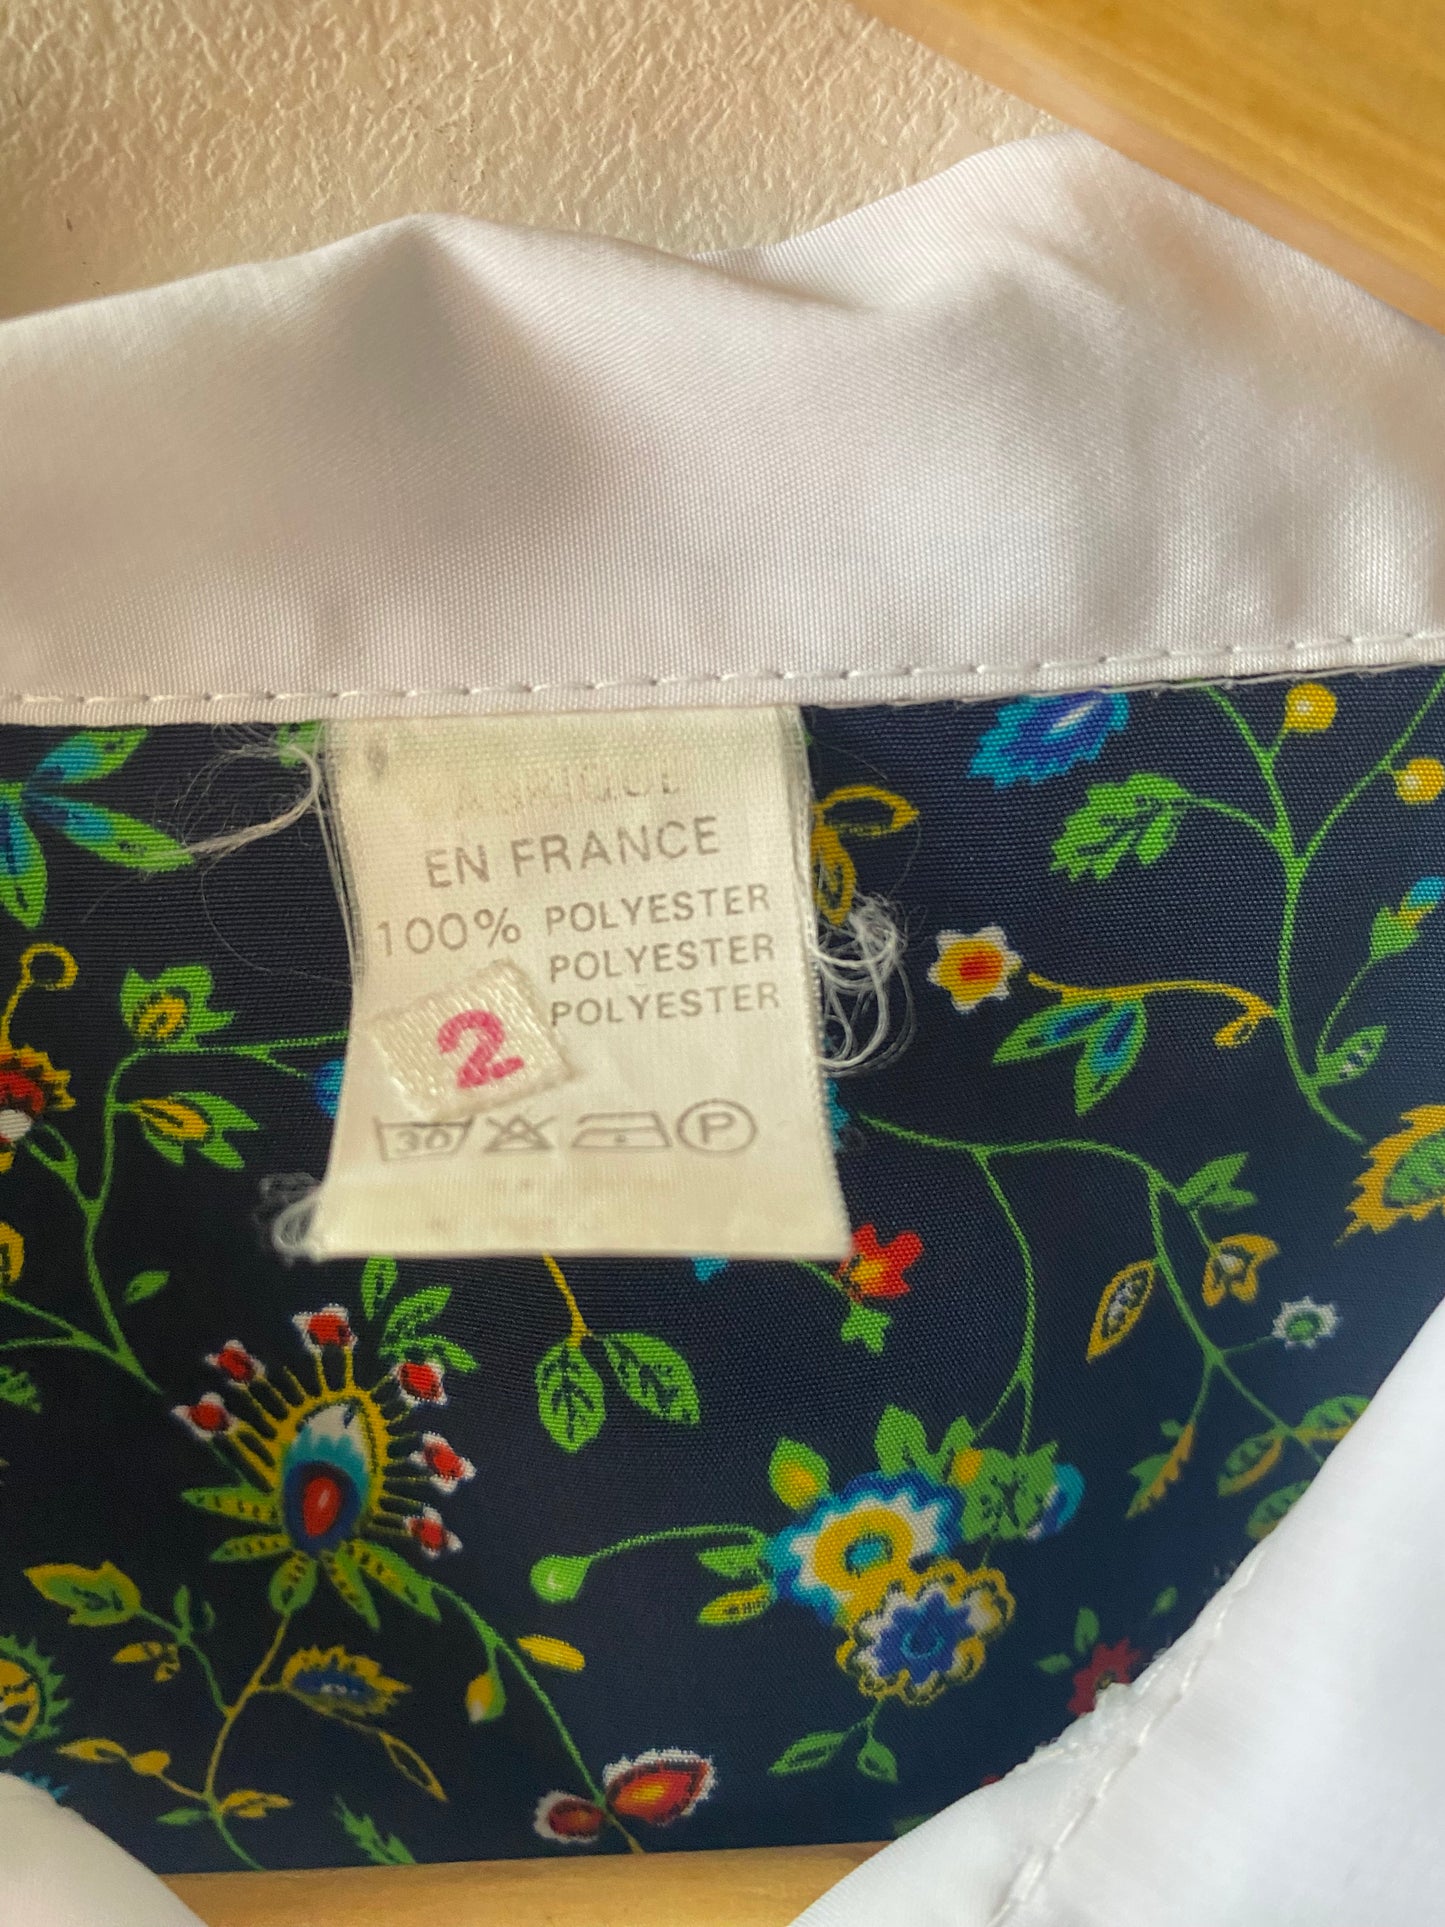 EN FRANCE
100% POLYESTER
POLYESTER
POLYESTER
2
30 P